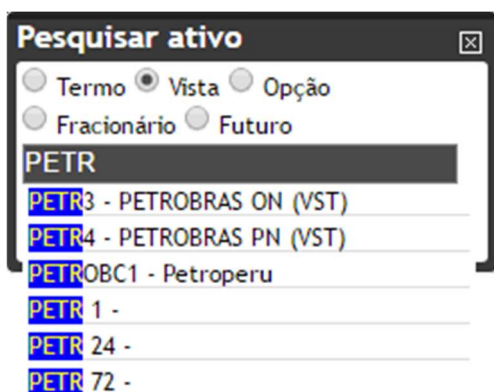 Pesquisar ativo
Termo Vista Opção
Fracionário Futuro
PETR
PETR3 - PETROBRAS ON (VST)
PETR4 - PETROBRAS PN (VST)
PETROBC1 - Petroperu
PETR 1 -
PETR 24 -
PETR 72 -